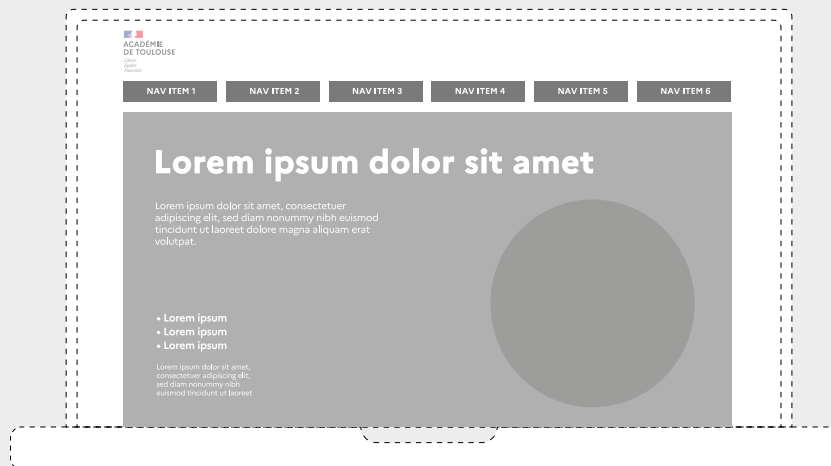 ACADÉMIE
DE TOULOUSE
Liberté
Égalité
Fraternité
NAV ITEM 1
NAV ITEM 2
NAV ITEM 3
NAV ITEM 4
NAV ITEM 5
NAV ITEM 6
Lorem ipsum dolor sit amet
Lorem ipsum dolor sit amet, consectetuer
adipiscing elit, sed diam nonummy nibh euismod
tincidunt ut laoreet dolore magna aliquam erat
volutpat.
• Lorem ipsum
• Lorem ipsum
• Lorem ipsum
Lorem ipsum dolor sit amet,
consectetuer adipiscing elit,
sed diam nonummy nibh
euismod tincidunt ut laoreet